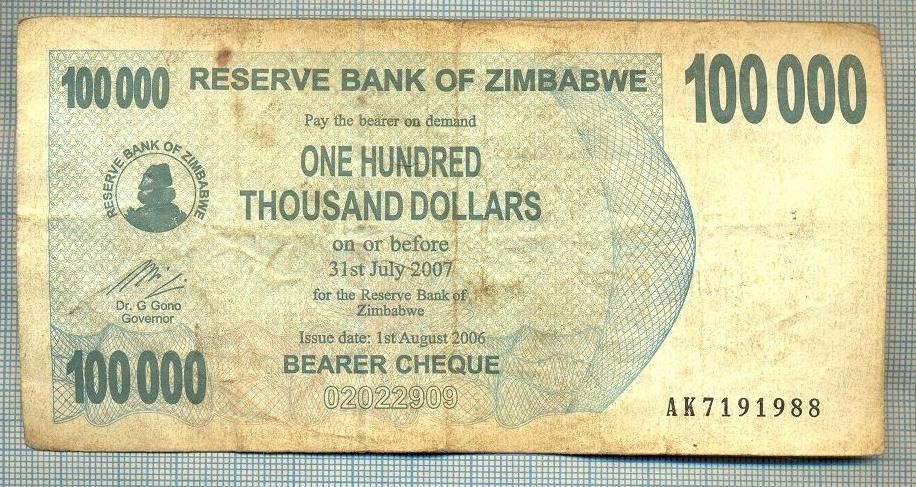 100 000
RESERVE BANK OF ZIMBABWE
100 000
Pay the bearer on demand
ONE HUNDRED
THOUSAND DOLLARS
RESERVE BANK OF ZIMBABWE
on or before
31st July 2007
for the Reserve Bank of
Zimbabwe
Dr. G Gono
Governor
Issue date: 1st August 2006
BEARER CHEQUE
100 000
02022909
AK7191988